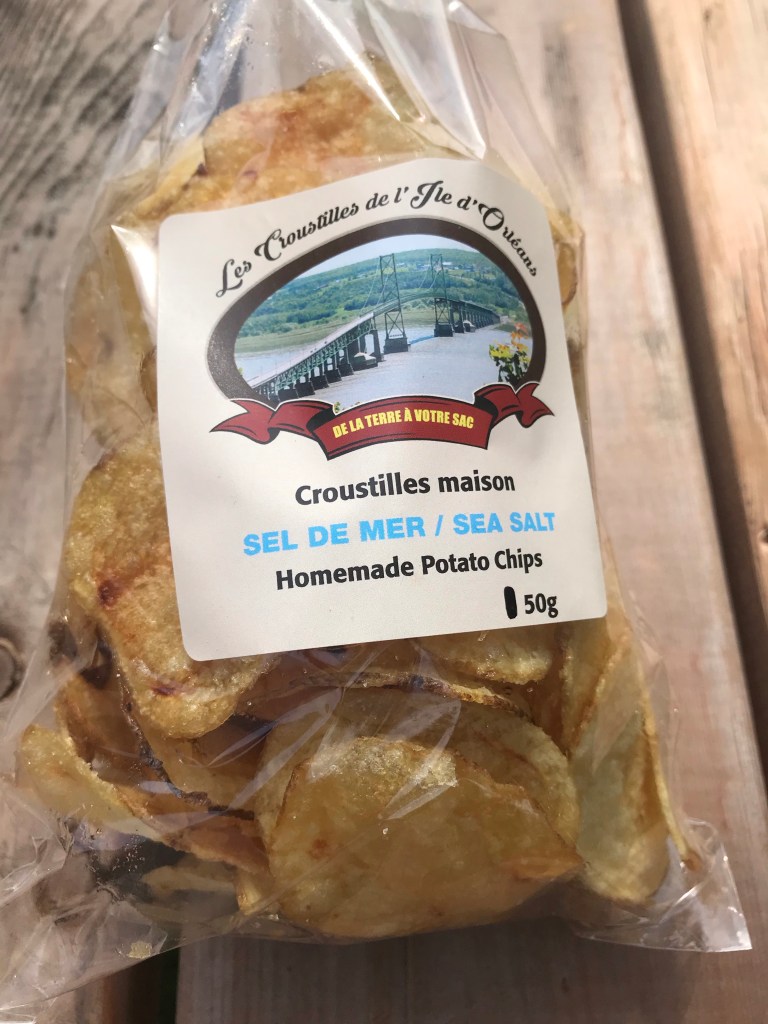 Les Croustilles de l'Ile d'Orléans
DE LA TERRE À VOTRE SAC
Croustilles maison
SEL DE MER / SEA SALT
Homemade Potato Chips
50g